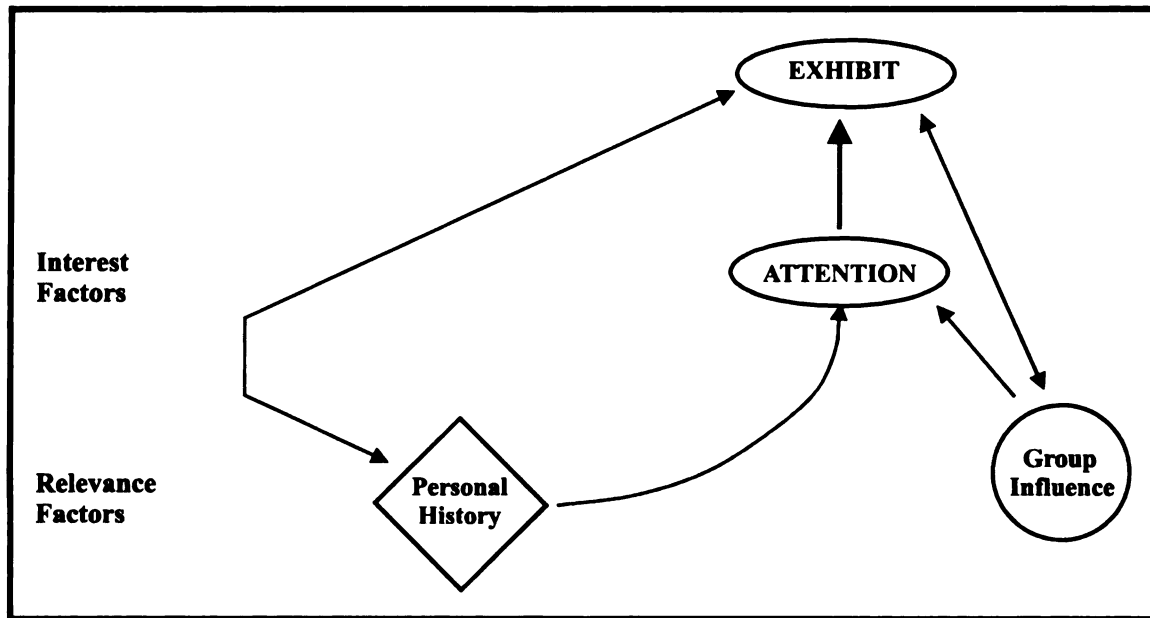 EXHIBIT
Interest
Factors
ATTENTION
Relevance
Factors
Personal
History
Group
Influence